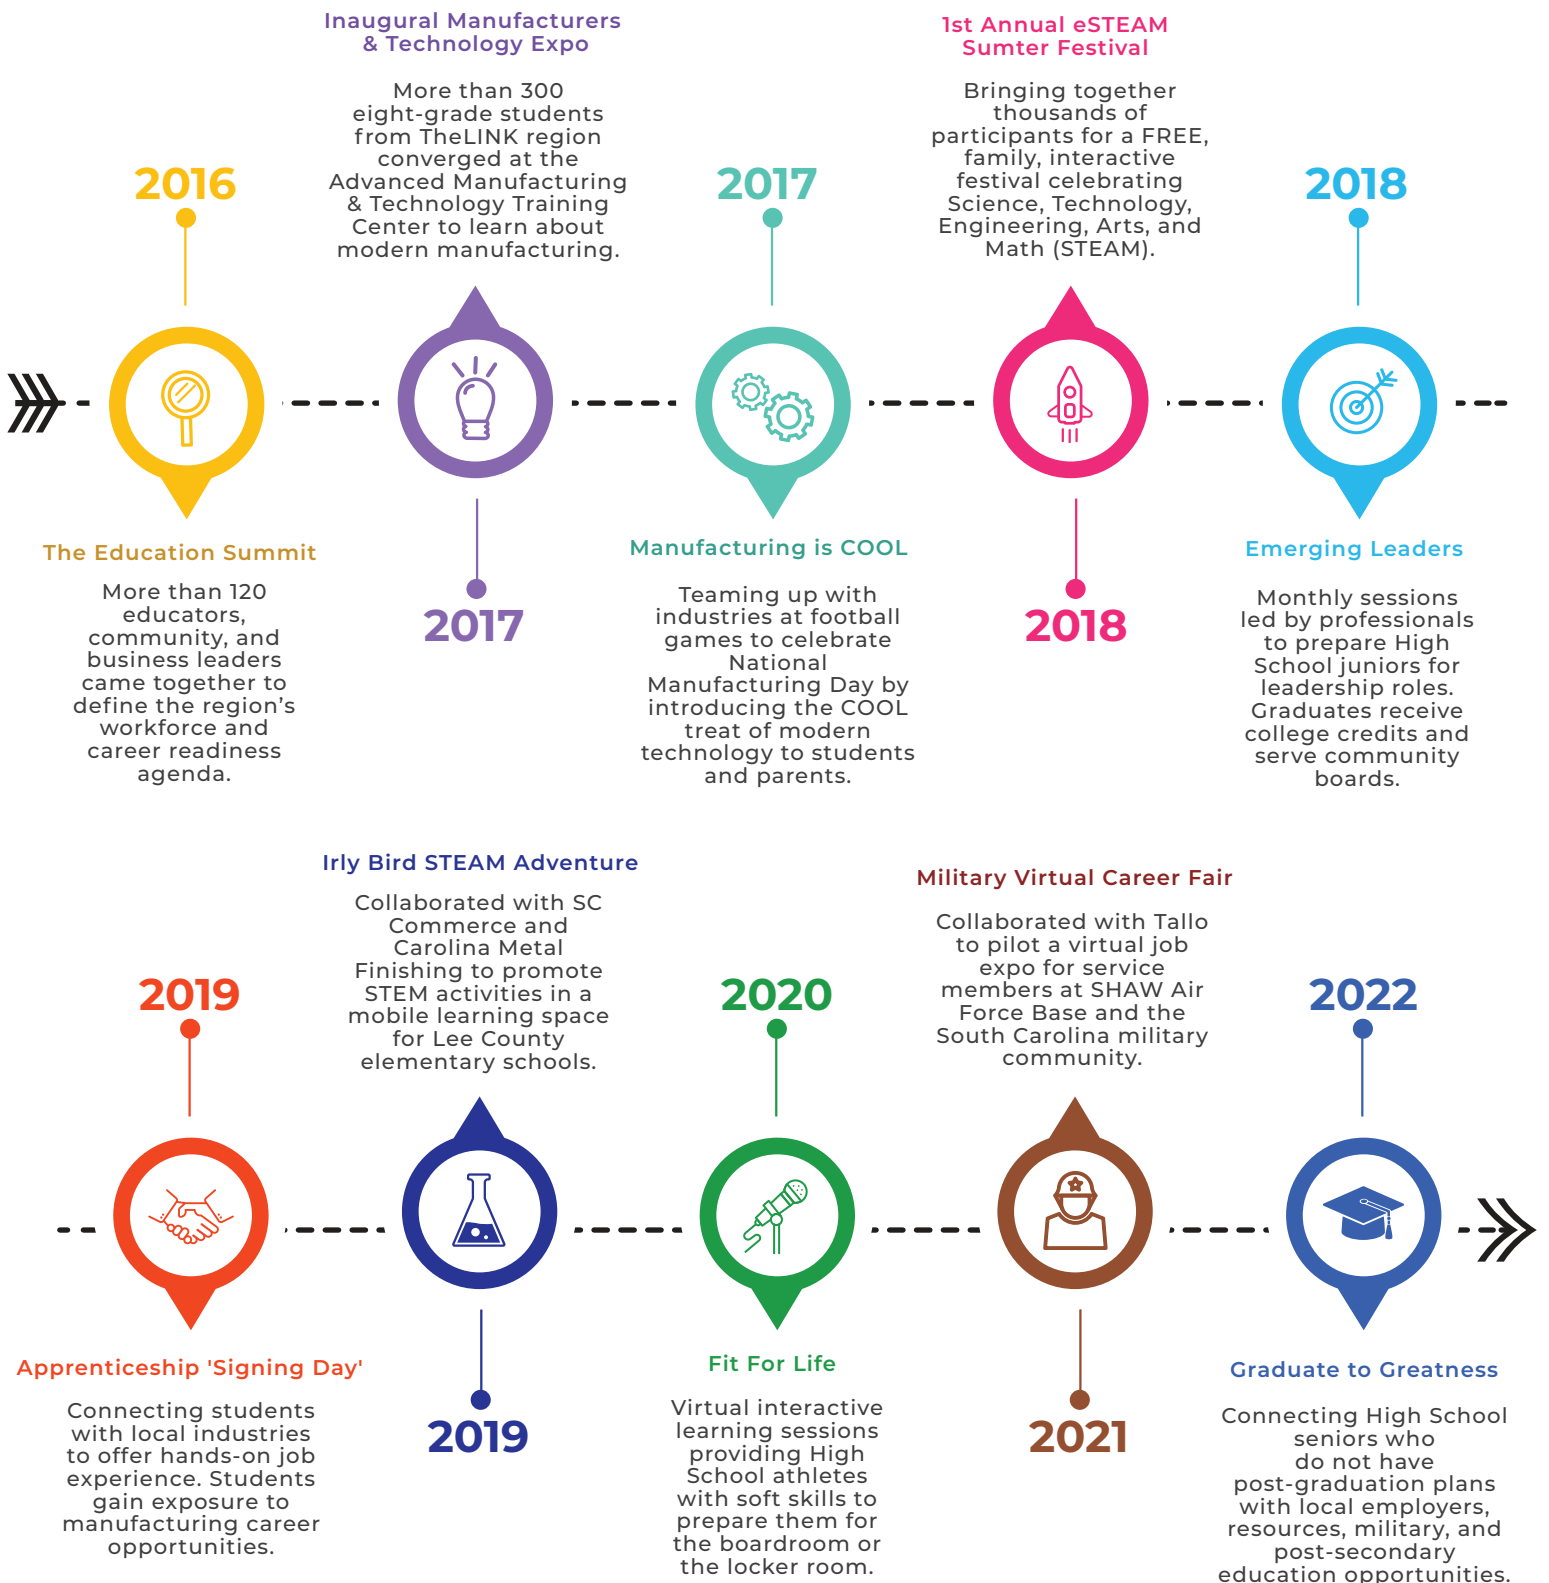 2016
The Education Summit
More than 120
educators,
community, and
business leaders
came together to
define the region’s
workforce and
career readiness
agenda.
Inaugural Manufacturers
& Technology Expo
More than 300
eight-grade students
from TheLINK region
converged at the
Advanced Manufacturing
& Technology Training
Center to learn about
modern manufacturing.
2017
2017
Manufacturing is COOL
Teaming up with
industries at football
games to celebrate
National
Manufacturing Day by
introducing the COOL
treat of modern
technology to students
and parents.
1st Annual eSTEAM
Sumter Festival
Bringing together
thousands of
participants for a FREE,
family, interactive
festival celebrating
Science, Technology,
Engineering, Arts, and
Math (STEAM).
2018
2018
Emerging Leaders
Monthly sessions
led by professionals
to prepare High
School juniors for
leadership roles.
Graduates receive
college credits and
serve community
boards.
2019
Apprenticeship 'Signing Day'
Connecting students
with local industries
to offer hands-on job
experience. Students
gain exposure to
manufacturing career
opportunities.
Irly Bird STEAM Adventure
Collaborated with SC
Commerce and
Carolina Metal
Finishing to promote
STEM activities in a
mobile learning space
for Lee County
elementary schools.
2019
2020
Fit For Life
Virtual interactive
learning sessions
providing High
School athletes
with soft skills to
prepare them for
the boardroom or
the locker room.
Military Virtual Career Fair
Collaborated with Tallo
to pilot a virtual job
expo for service
members at SHAW Air
Force Base and the
South Carolina military
community.
2021
2022
Graduate to Greatness
Connecting High School
seniors who
do not have
post-graduation plans
with local employers,
resources, military, and
post-secondary
education opportunities.